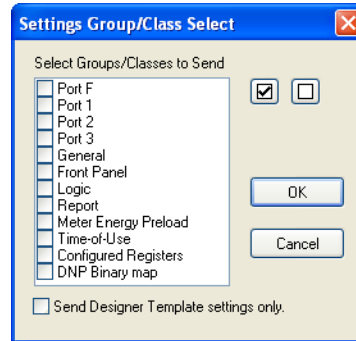 Settings Group/Class Select
Select Groups/Classes to Send
Port F
Port 1
Port 2
Port 3
General
Front Panel
Logic
Report
Meter Energy Preload
Time-of-Use
Configured Registers
DNP Binary map
OK
Cancel
Send Designer Template settings only.